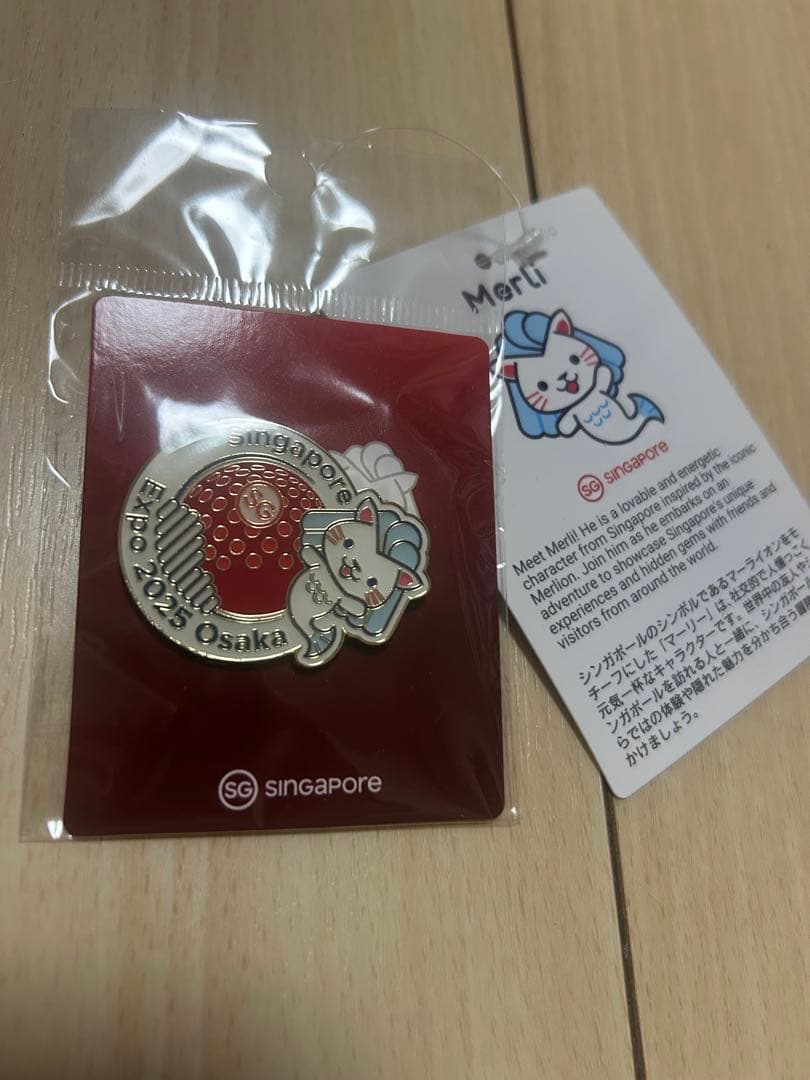 singapore
SG
Expo 2025 Osaka
SG SINGAPORE
Merli
SG SINGAPORE
Meet Merli! He is a lovable and energetic
character from Singapore inspired by the iconic
Merlion. Join him as he embarks on an
adventure to showcase Singapore's unique
experiences and hidden gems with friends and
visitors from around the world.
シンガポールのシンボルであるマーライオンをモ
チーフにした「マーリー」は、社交的で人懐っこく
元気一杯なキャラクターです。世界中の友人や
ンガポールを訪れる人と一緒に、シンガポール
らではの体験や隠れた魅力を分かち合う
かけましょう。